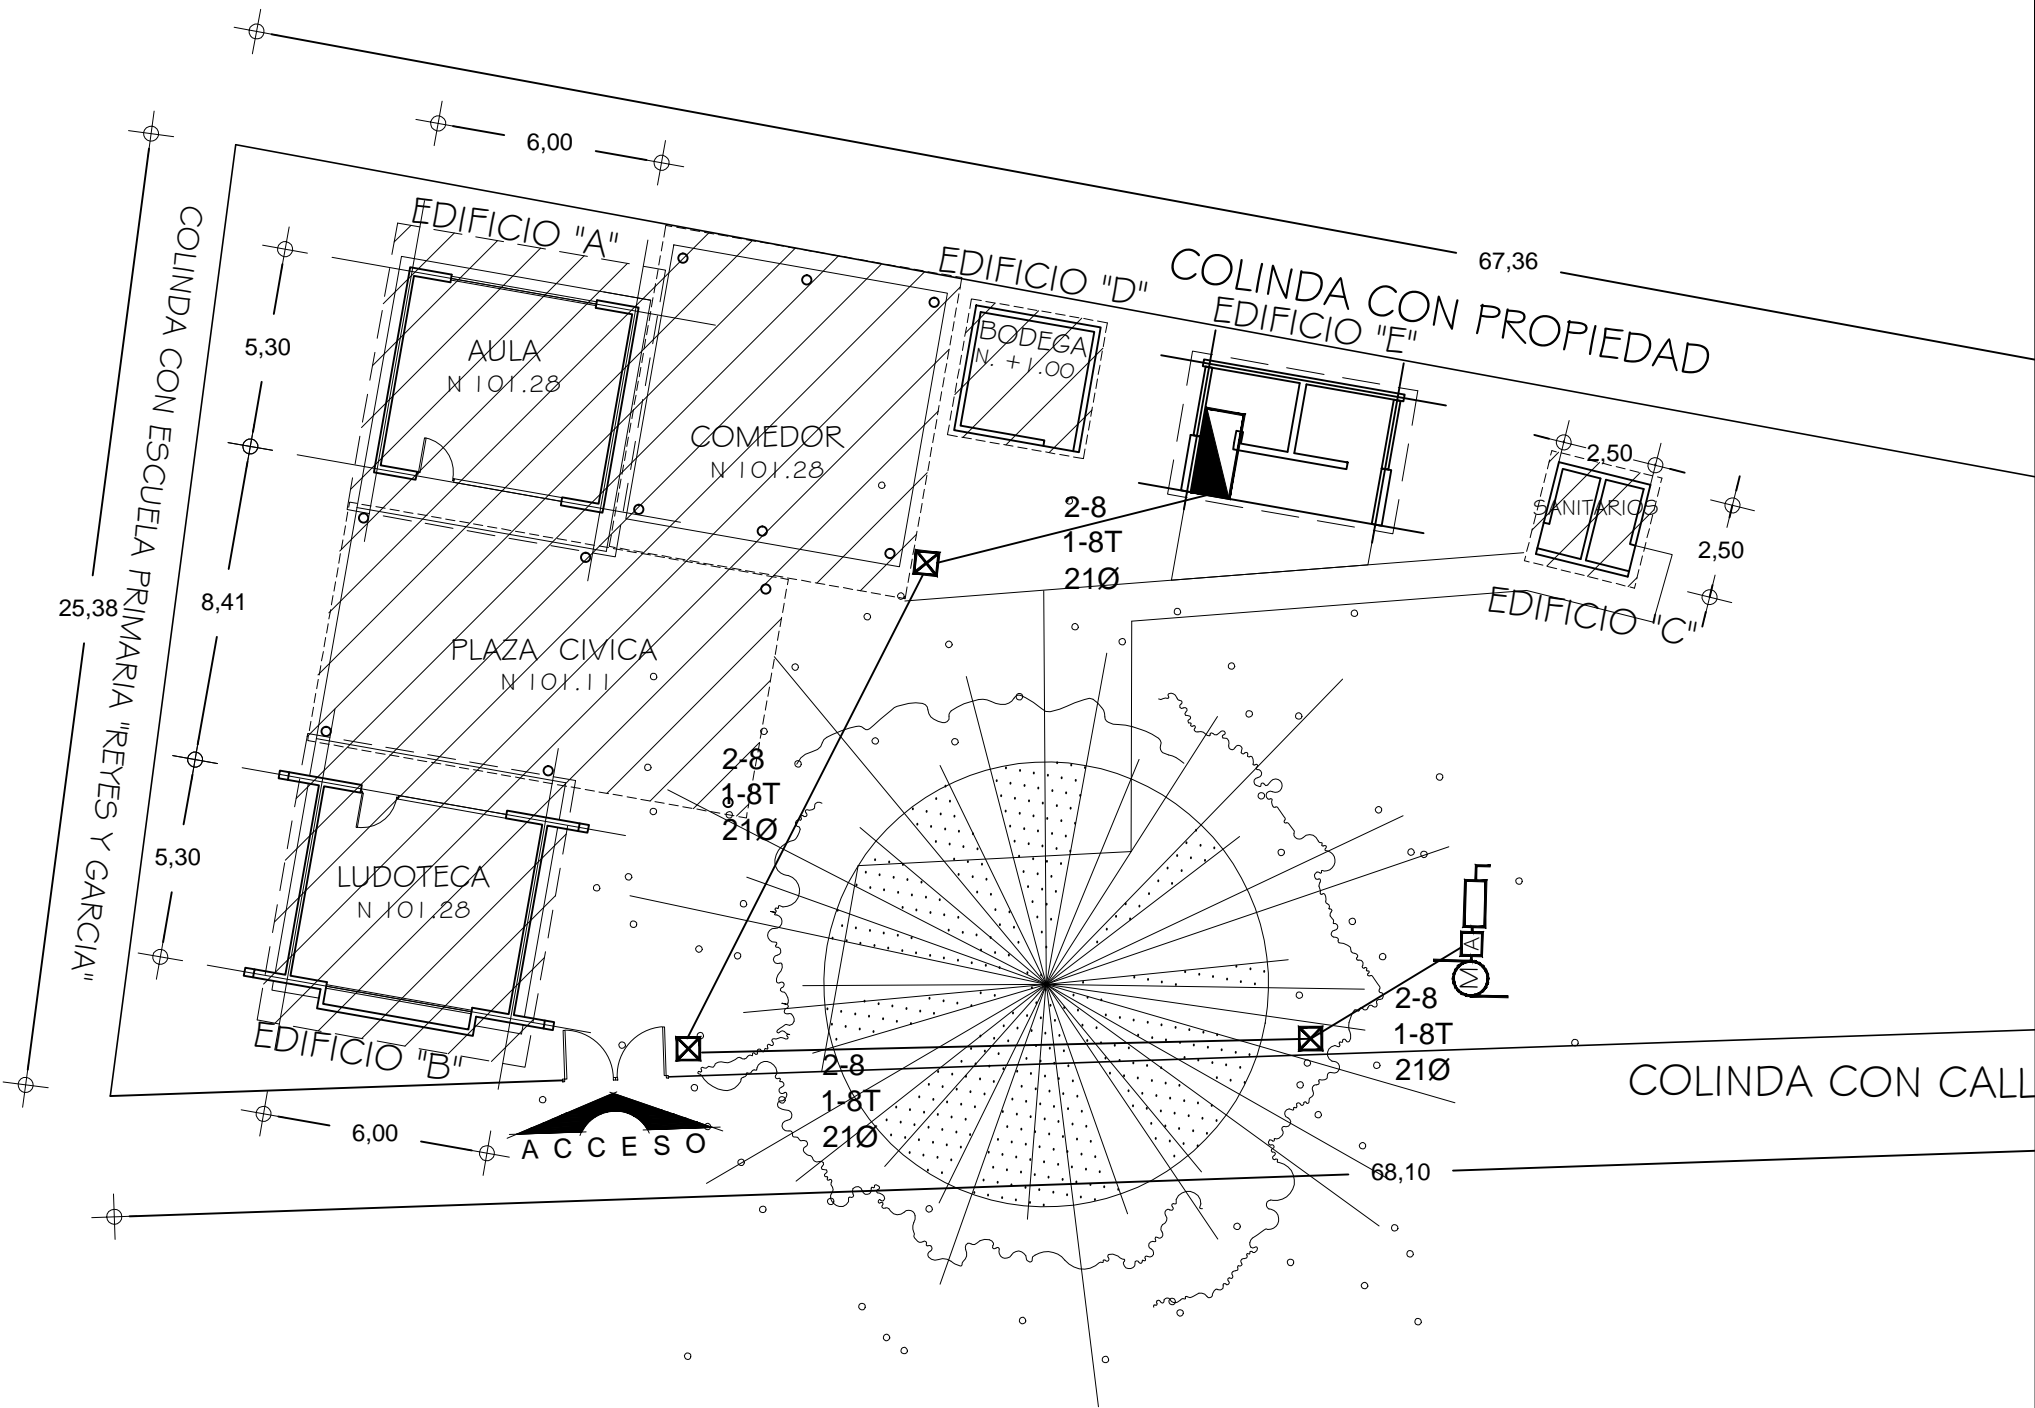 67,36
6,00
EDIFICIO "A"
COLINDA CON ESCUELA PRIMARIA "REYES Y GARCIA"
EDIFICIO "D"
COLINDA CON PROPIEDAD
EDIFICIO "E"
5,30
AULA
N 101.28
BODEGA
N. +1.00
COMEDOR
N 101.28
2,50
SANITARIOS
2,50
2-8
1-8T
21Ø
EDIFICIO "C"
25,38
8,41
PLAZA CIVICA
N 101.11
2-8
1-8T
21Ø
5,30
LUDOTECA
N 101.28
A
M
2-8
1-8T
21Ø
EDIFICIO "B"
2-8
1-8T
21Ø
COLINDA CON CALL
6,00
ACCESO
68,10